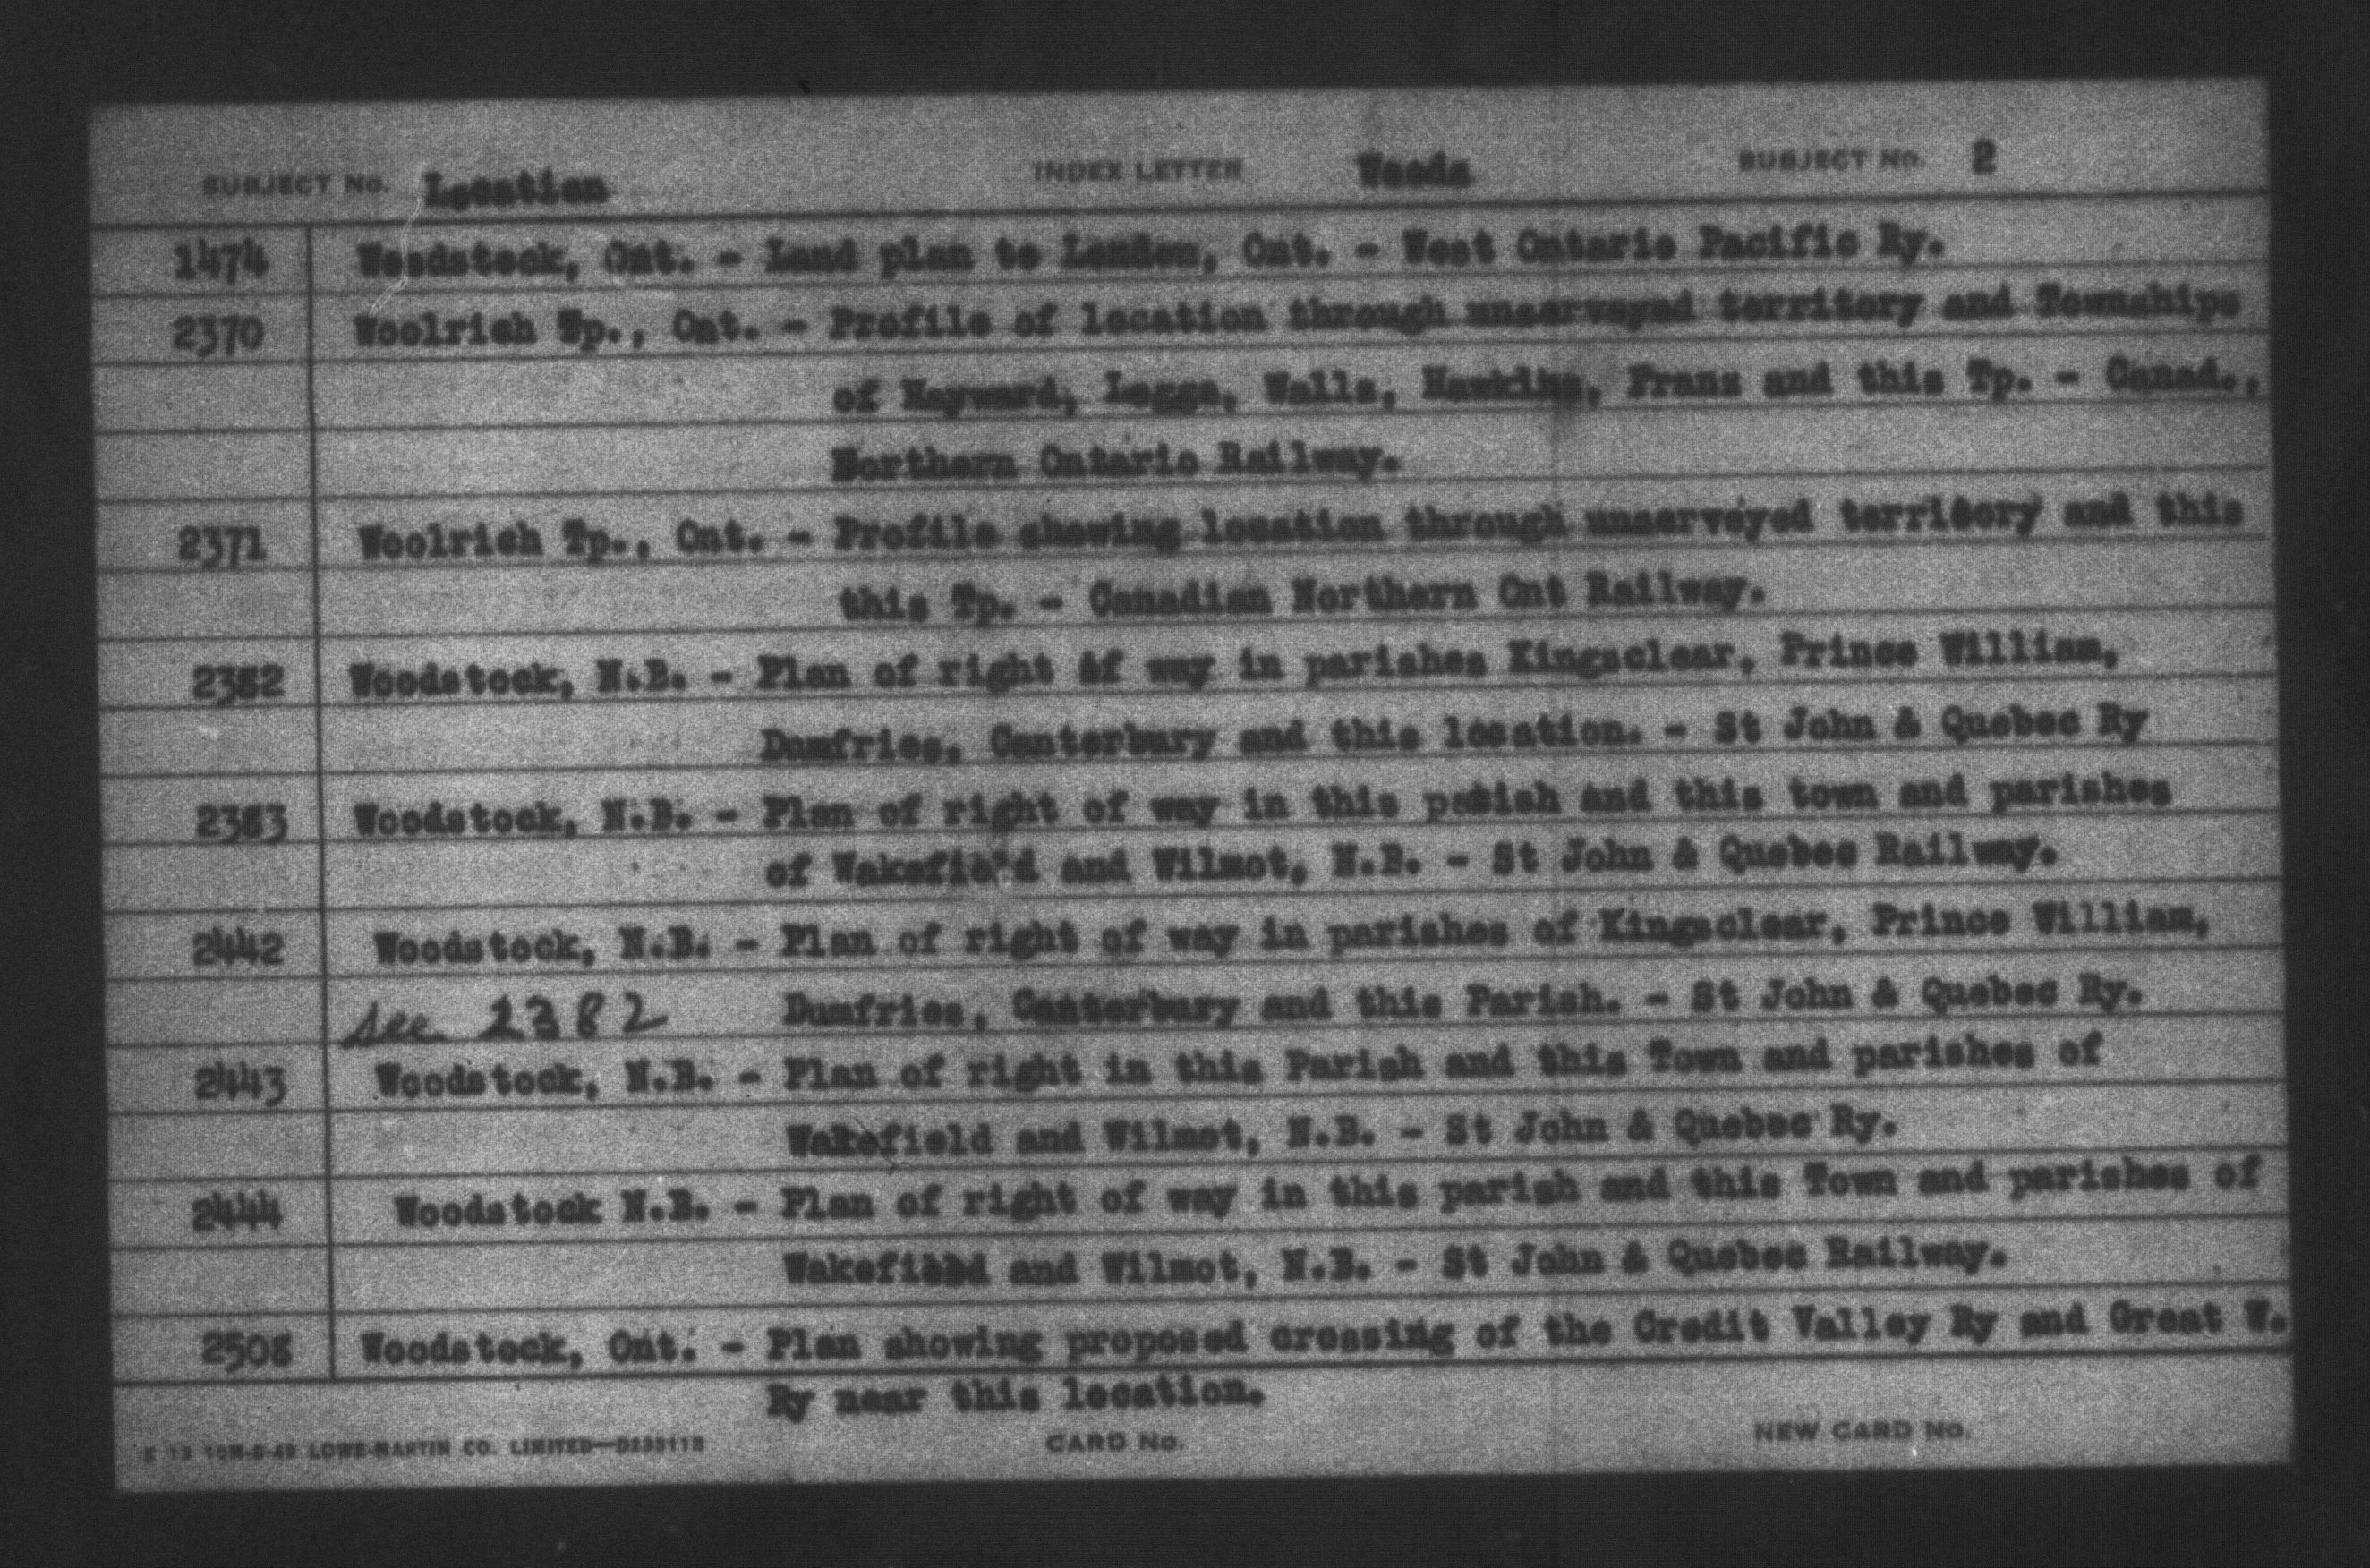 SUBJECT No. Location INDEX LETTER Woods SUBJECT No. 2
1474 Woodstock, Ont. - Land plan to London, Ont. - West Ontario Pacific Ry.
2370 Woolrich Tp., Ont. - Profile of location through unserveyed territory and Townships
of Hayward, Legge, Walls, Hawkins, Franz and this Tp. - Canad.,
Northern Ontario Railway.
2371 Woolrich Tp., Ont. - Profile showing location through unserveyed territory and this
this Tp. - Canadian Northern Ont Railway.
2382 Woodstock, N.B. - Plan of right of way in parishes Kingsclear, Prince William,
Dumfries, Canterbury and this location. - St John & Quebec Ry
2383 Woodstock, N.B. - Plan of right of way in this parish and this town and parishes
of Wakefield and Wilmot, N.B. - St John & Quebec Railway.
2442 Woodstock, N.B. - Plan of right of way in parishes of Kingsclear, Prince William,
see 2382 Dumfries, Canterbury and this Parish. - St John & Quebec Ry.
2443 Woodstock, N.B. - Plan of right in this Parish and this Town and parishes of
Wakefield and Wilmot, N.B. - St John & Quebec Ry.
2444 Woodstock N.B. - Plan of right of way in this parish and this Town and parishes of
Wakefield and Wilmot, N.B. - St John & Quebec Railway.
2508 Woodstock, Ont. - Plan showing proposed crossing of the Credit Valley Ry and Great W.
Ry near this location.
LOWE-MARTIN CO. LIMITED CARD No. NEW CARD No.